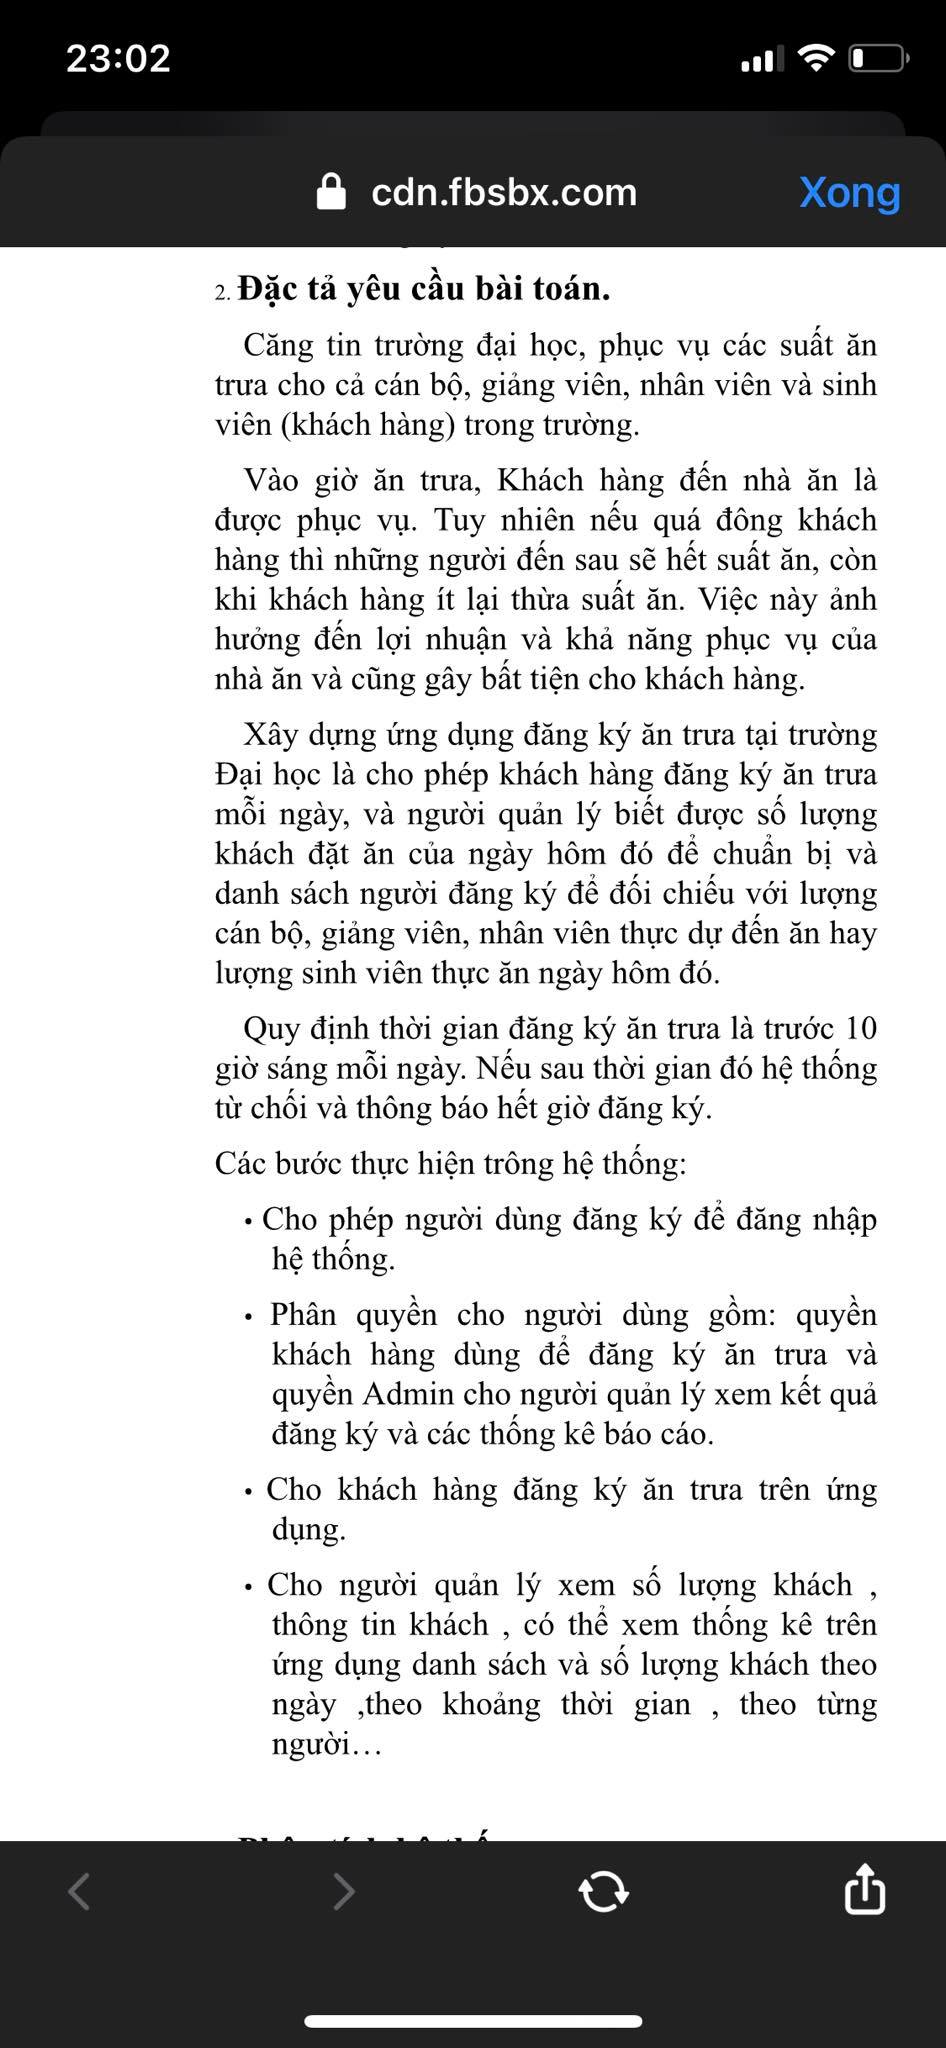 23:02
cdn.fbsbx.com
Xong
2. Đặc tả yêu cầu bài toán.
Căng tin trường đại học, phục vụ các suất ăn
trưa cho cả cán bộ, giảng viên, nhân viên và sinh
viên (khách hàng) trong trường.
Vào giờ ăn trưa, Khách hàng đến nhà ăn là
được phục vụ. Tuy nhiên nếu quá đông khách
hàng thì những người đến sau sẽ hết suất ăn, còn
khi khách hàng ít lại thừa suất ăn. Việc này ảnh
hưởng đến lợi nhuận và khả năng phục vụ của
nhà ăn và cũng gây bất tiện cho khách hàng.
Xây dựng ứng dụng đăng ký ăn trưa tại trường
Đại học là cho phép khách hàng đăng ký ăn trưa
mỗi ngày, và người quản lý biết được số lượng
khách đặt ăn của ngày hôm đó để chuẩn bị và
danh sách người đăng ký để đối chiếu với lượng
cán bộ, giảng viên, nhân viên thực dự đến ăn hay
lượng sinh viên thực ăn ngày hôm đó.
Quy định thời gian đăng ký ăn trưa là trước 10
giờ sáng mỗi ngày. Nếu sau thời gian đó hệ thống
từ chối và thông báo hết giờ đăng ký.
Các bước thực hiện trông hệ thống:
• Cho phép người dùng đăng ký để đăng nhập
hệ thống.
• Phân quyền cho người dùng gồm: quyền
khách hàng dùng để đăng ký ăn trưa và
quyền Admin cho người quản lý xem kết quả
đăng ký và các thống kê báo cáo.
• Cho khách hàng đăng ký ăn trưa trên ứng
dụng.
• Cho người quản lý xem số lượng khách ,
thông tin khách , có thể xem thống kê trên
ứng dụng danh sách và số lượng khách theo
ngày ,theo khoảng thời gian , theo từng
người…